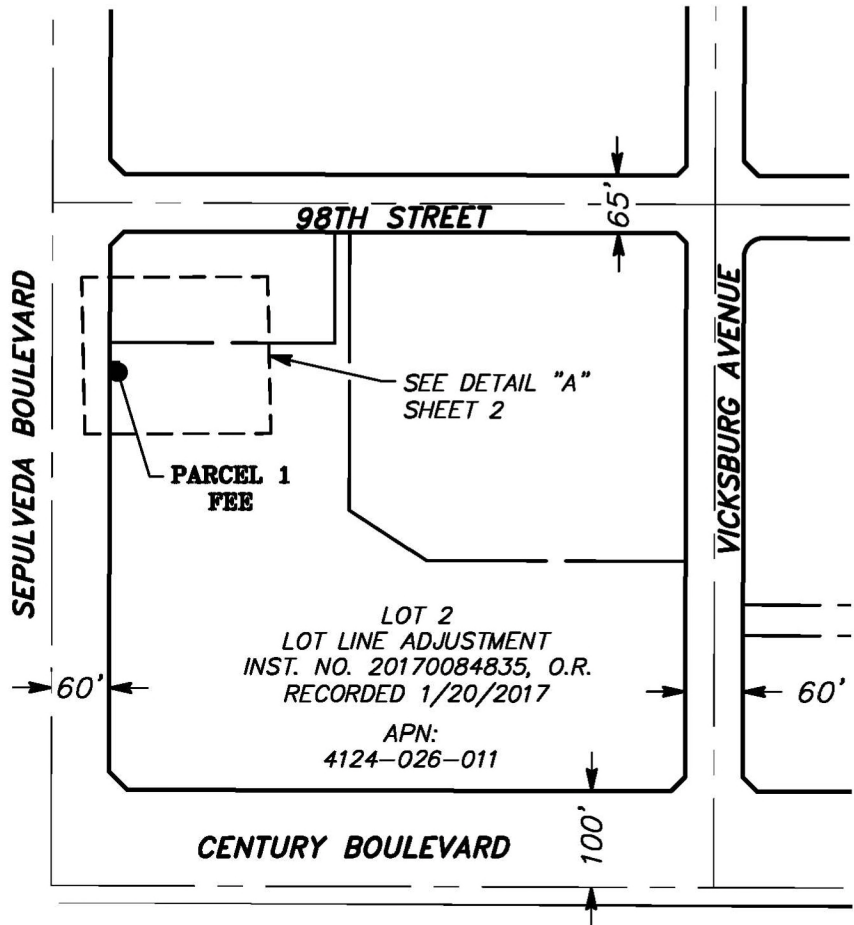 98TH STREET
65'
SEPULVEDA BOULEVARD
VICKSBURG AVENUE
SEE DETAIL "A"
SHEET 2
PARCEL 1
FEE
LOT 2
LOT LINE ADJUSTMENT
INST. NO. 20170084835, O.R.
RECORDED 1/20/2017
60'
60'
APN:
4124-026-011
CENTURY BOULEVARD
100'